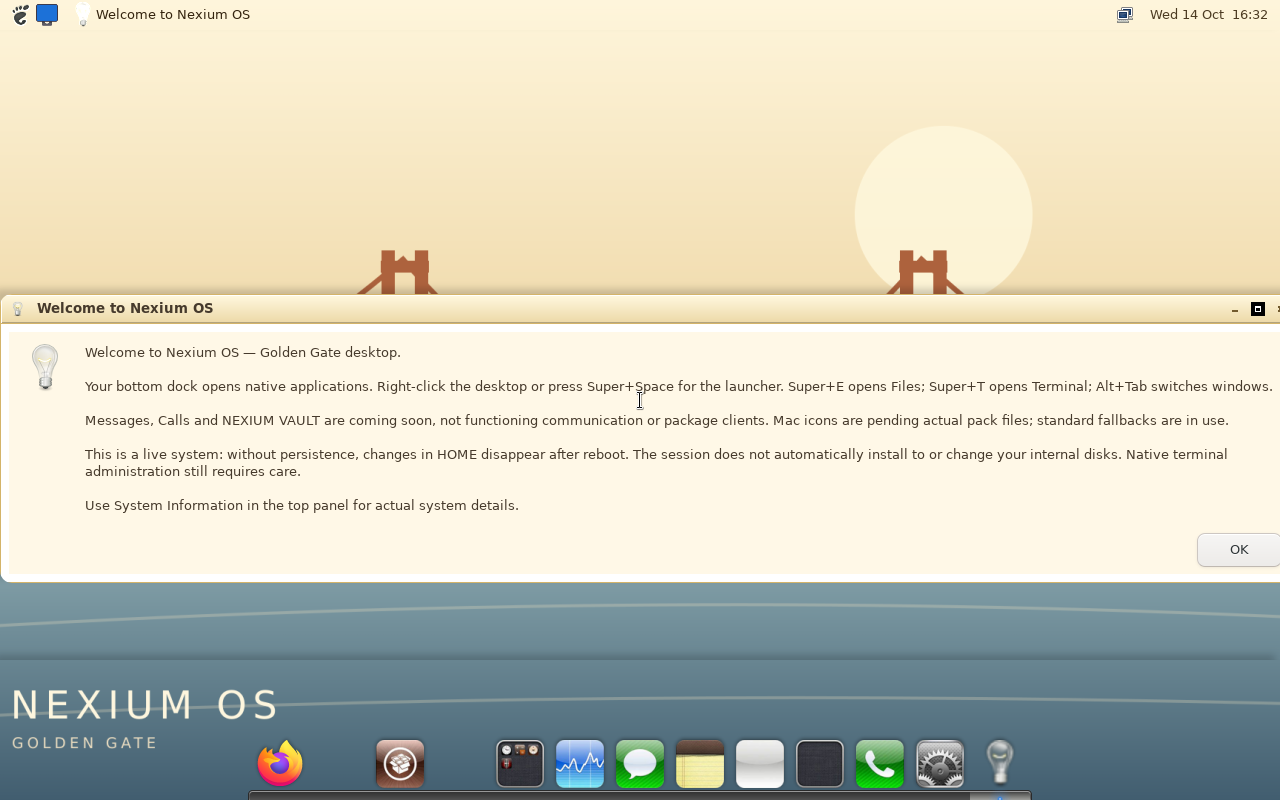 Welcome to Nexium OS
Wed 14 Oct 16:32
Welcome to Nexium OS
Welcome to Nexium OS — Golden Gate desktop.
Your bottom dock opens native applications. Right-click the desktop or press Super+Space for the launcher. Super+E opens Files; Super+T opens Terminal; Alt+Tab switches windows.
Messages, Calls and NEXIUM VAULT are coming soon, not functioning communication or package clients. Mac icons are pending actual pack files; standard fallbacks are in use.
This is a live system: without persistence, changes in HOME disappear after reboot. The session does not automatically install to or change your internal disks. Native terminal
administration still requires care.
Use System Information in the top panel for actual system details.
OK
NEXIUM OS
GOLDEN GATE